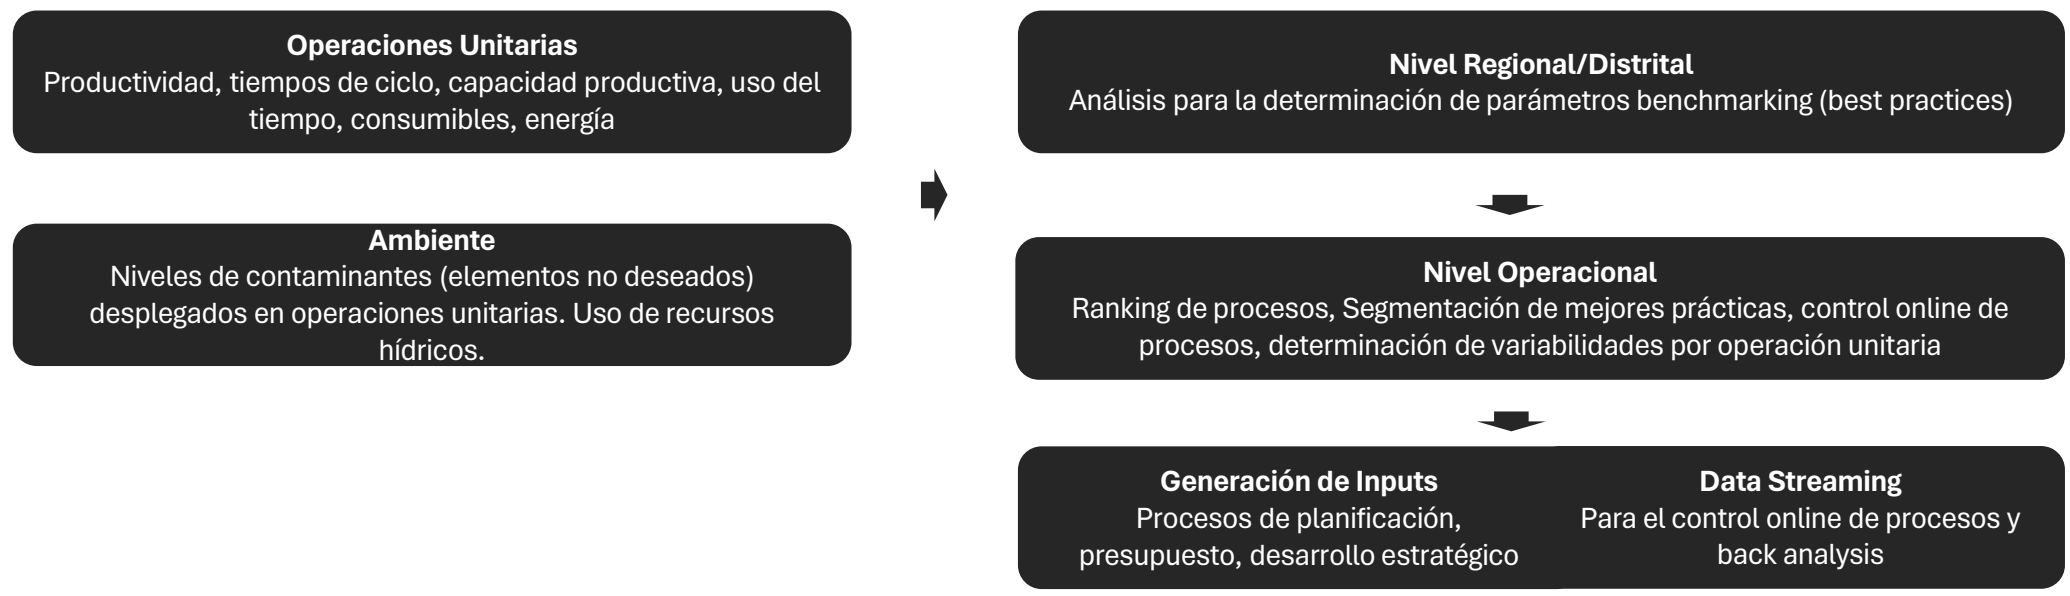 Operaciones Unitarias
Productividad, tiempos de ciclo, capacidad productiva, uso del
tiempo, consumibles, energía
Ambiente
Niveles de contaminantes (elementos no deseados)
desplegados en operaciones unitarias. Uso de recursos
hídricos.
Nivel Regional/Distrital
Análisis para la determinación de parámetros benchmarking (best practices)
Nivel Operacional
Ranking de procesos, Segmentación de mejores prácticas, control online de
procesos, determinación de variabilidades por operación unitaria
Generación de Inputs
Procesos de planificación,
presupuesto, desarrollo estratégico
Data Streaming
Para el control online de procesos y
back analysis